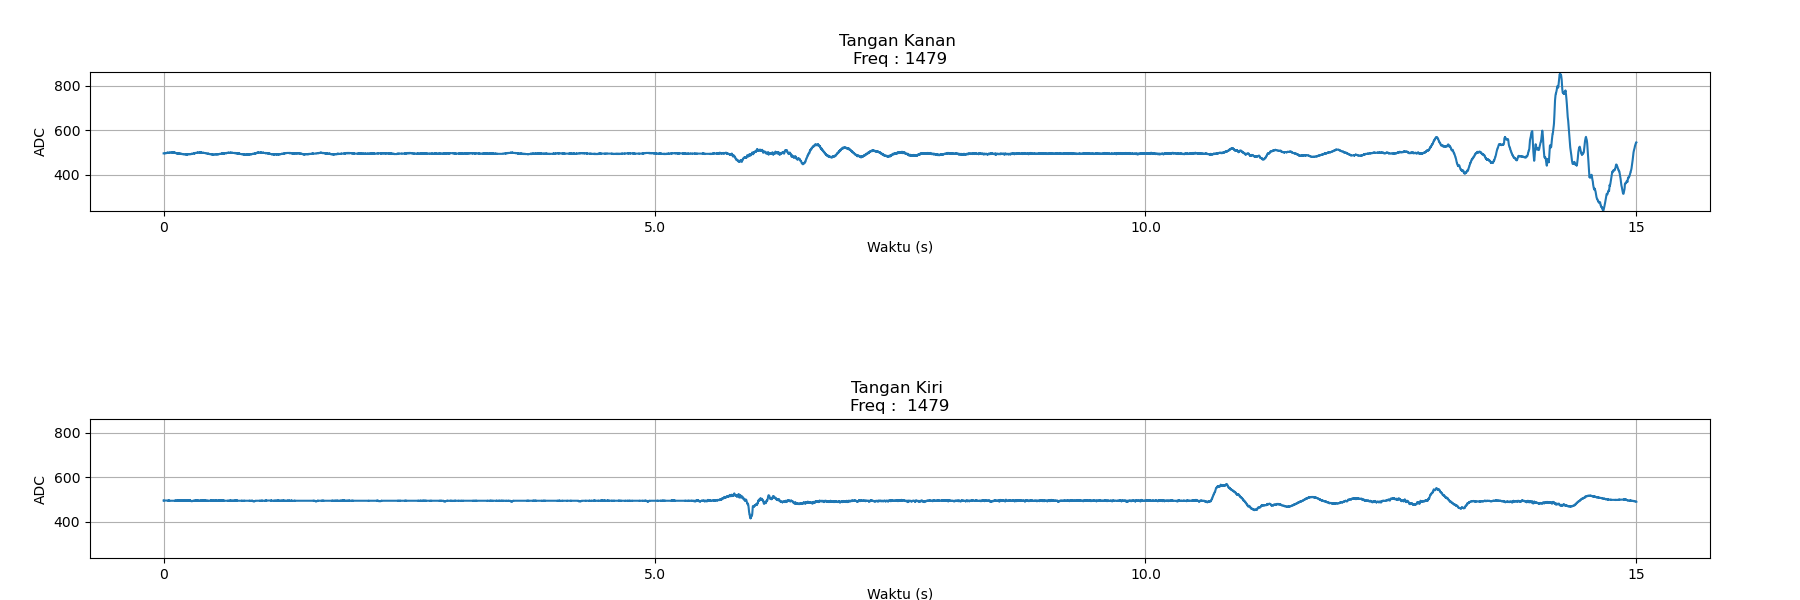 Tangan Kanan
Freq : 1479
800
600
400
ADC
0 5.0 10.0 15
Waktu (s)
Tangan Kiri
Freq :  1479
800
600
400
ADC
0 5.0 10.0 15
Waktu (s)